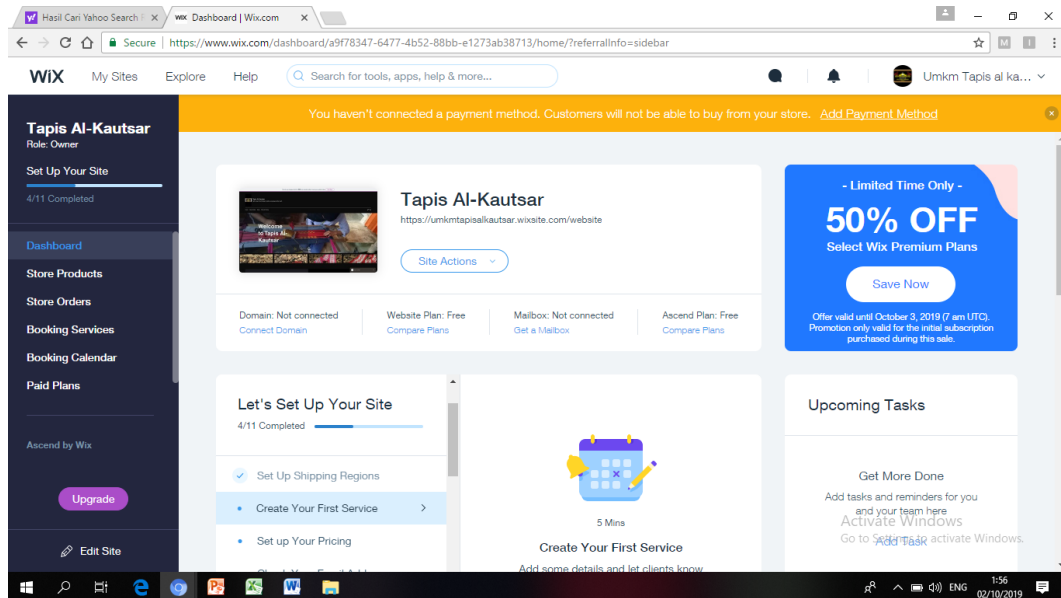 Hasil Cari Yahoo Search
WIX Dashboard | Wix.com
Secure | https://www.wix.com/dashboard/a9f78347-6477-4b52-88bb-e1273ab38713/home/?referralInfo=sidebar
M
I
WiX
My Sites
Explore
Help
Search for tools, apps, help & more...
Umkm Tapis al ka...
You haven't connected a payment method. Customers will not be able to buy from your store. Add Payment Method
Tapis Al-Kautsar
Role: Owner
Set Up Your Site
4/11 Completed
Dashboard
Store Products
Store Orders
Booking Services
Booking Calendar
Paid Plans
Ascend by Wix
Upgrade
Edit Site
Welcome
to Tapis Al-
Kautsar
Tapis Al-Kautsar
https://umkmtapisalkautsar.wixsite.com/website
Site Actions
Domain: Not connected
Connect Domain
Website Plan: Free
Compare Plans
Mailbox: Not connected
Get a Mailbox
Ascend Plan: Free
Compare Plans
- Limited Time Only -
50% OFF
Select Wix Premium Plans
Save Now
Offer valid until October 3, 2019 (7 am UTC).
Promotion only valid for the initial subscription
purchased during this sale.
Let's Set Up Your Site
4/11 Completed
Set Up Shipping Regions
Create Your First Service
Set up Your Pricing
5 Mins
Create Your First Service
Add some details and let clients know
Upcoming Tasks
Get More Done
Add tasks and reminders for you
and your team here
Add Task
Activate Windows
Go to Settings to activate Windows.
ENG
1:56
02/10/2019